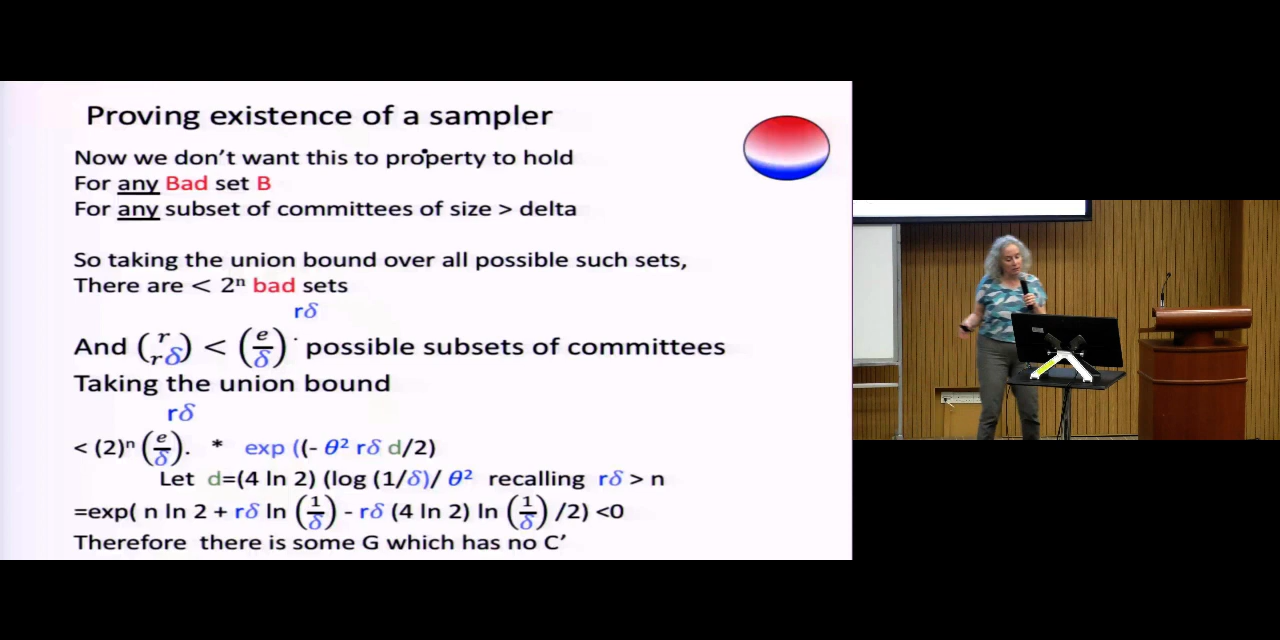 Proving existence of a sampler
Now we don't want this to property to hold
For any Bad set B
For any subset of committees of size > delta
So taking the union bound over all possible such sets,
There are < 2ⁿ bad sets
rδ
And (r rδ) < (e/δ) possible subsets of committees
Taking the union bound
rδ
< (2)ⁿ (e/δ). * exp ((- θ² rδ d/2)
Let d=(4 ln 2) (log (1/δ)/ θ² recalling rδ > n
=exp( n ln 2 + rδ ln (1/δ) - rδ (4 ln 2) ln (1/δ) /2) <0
Therefore there is some G which has no C'